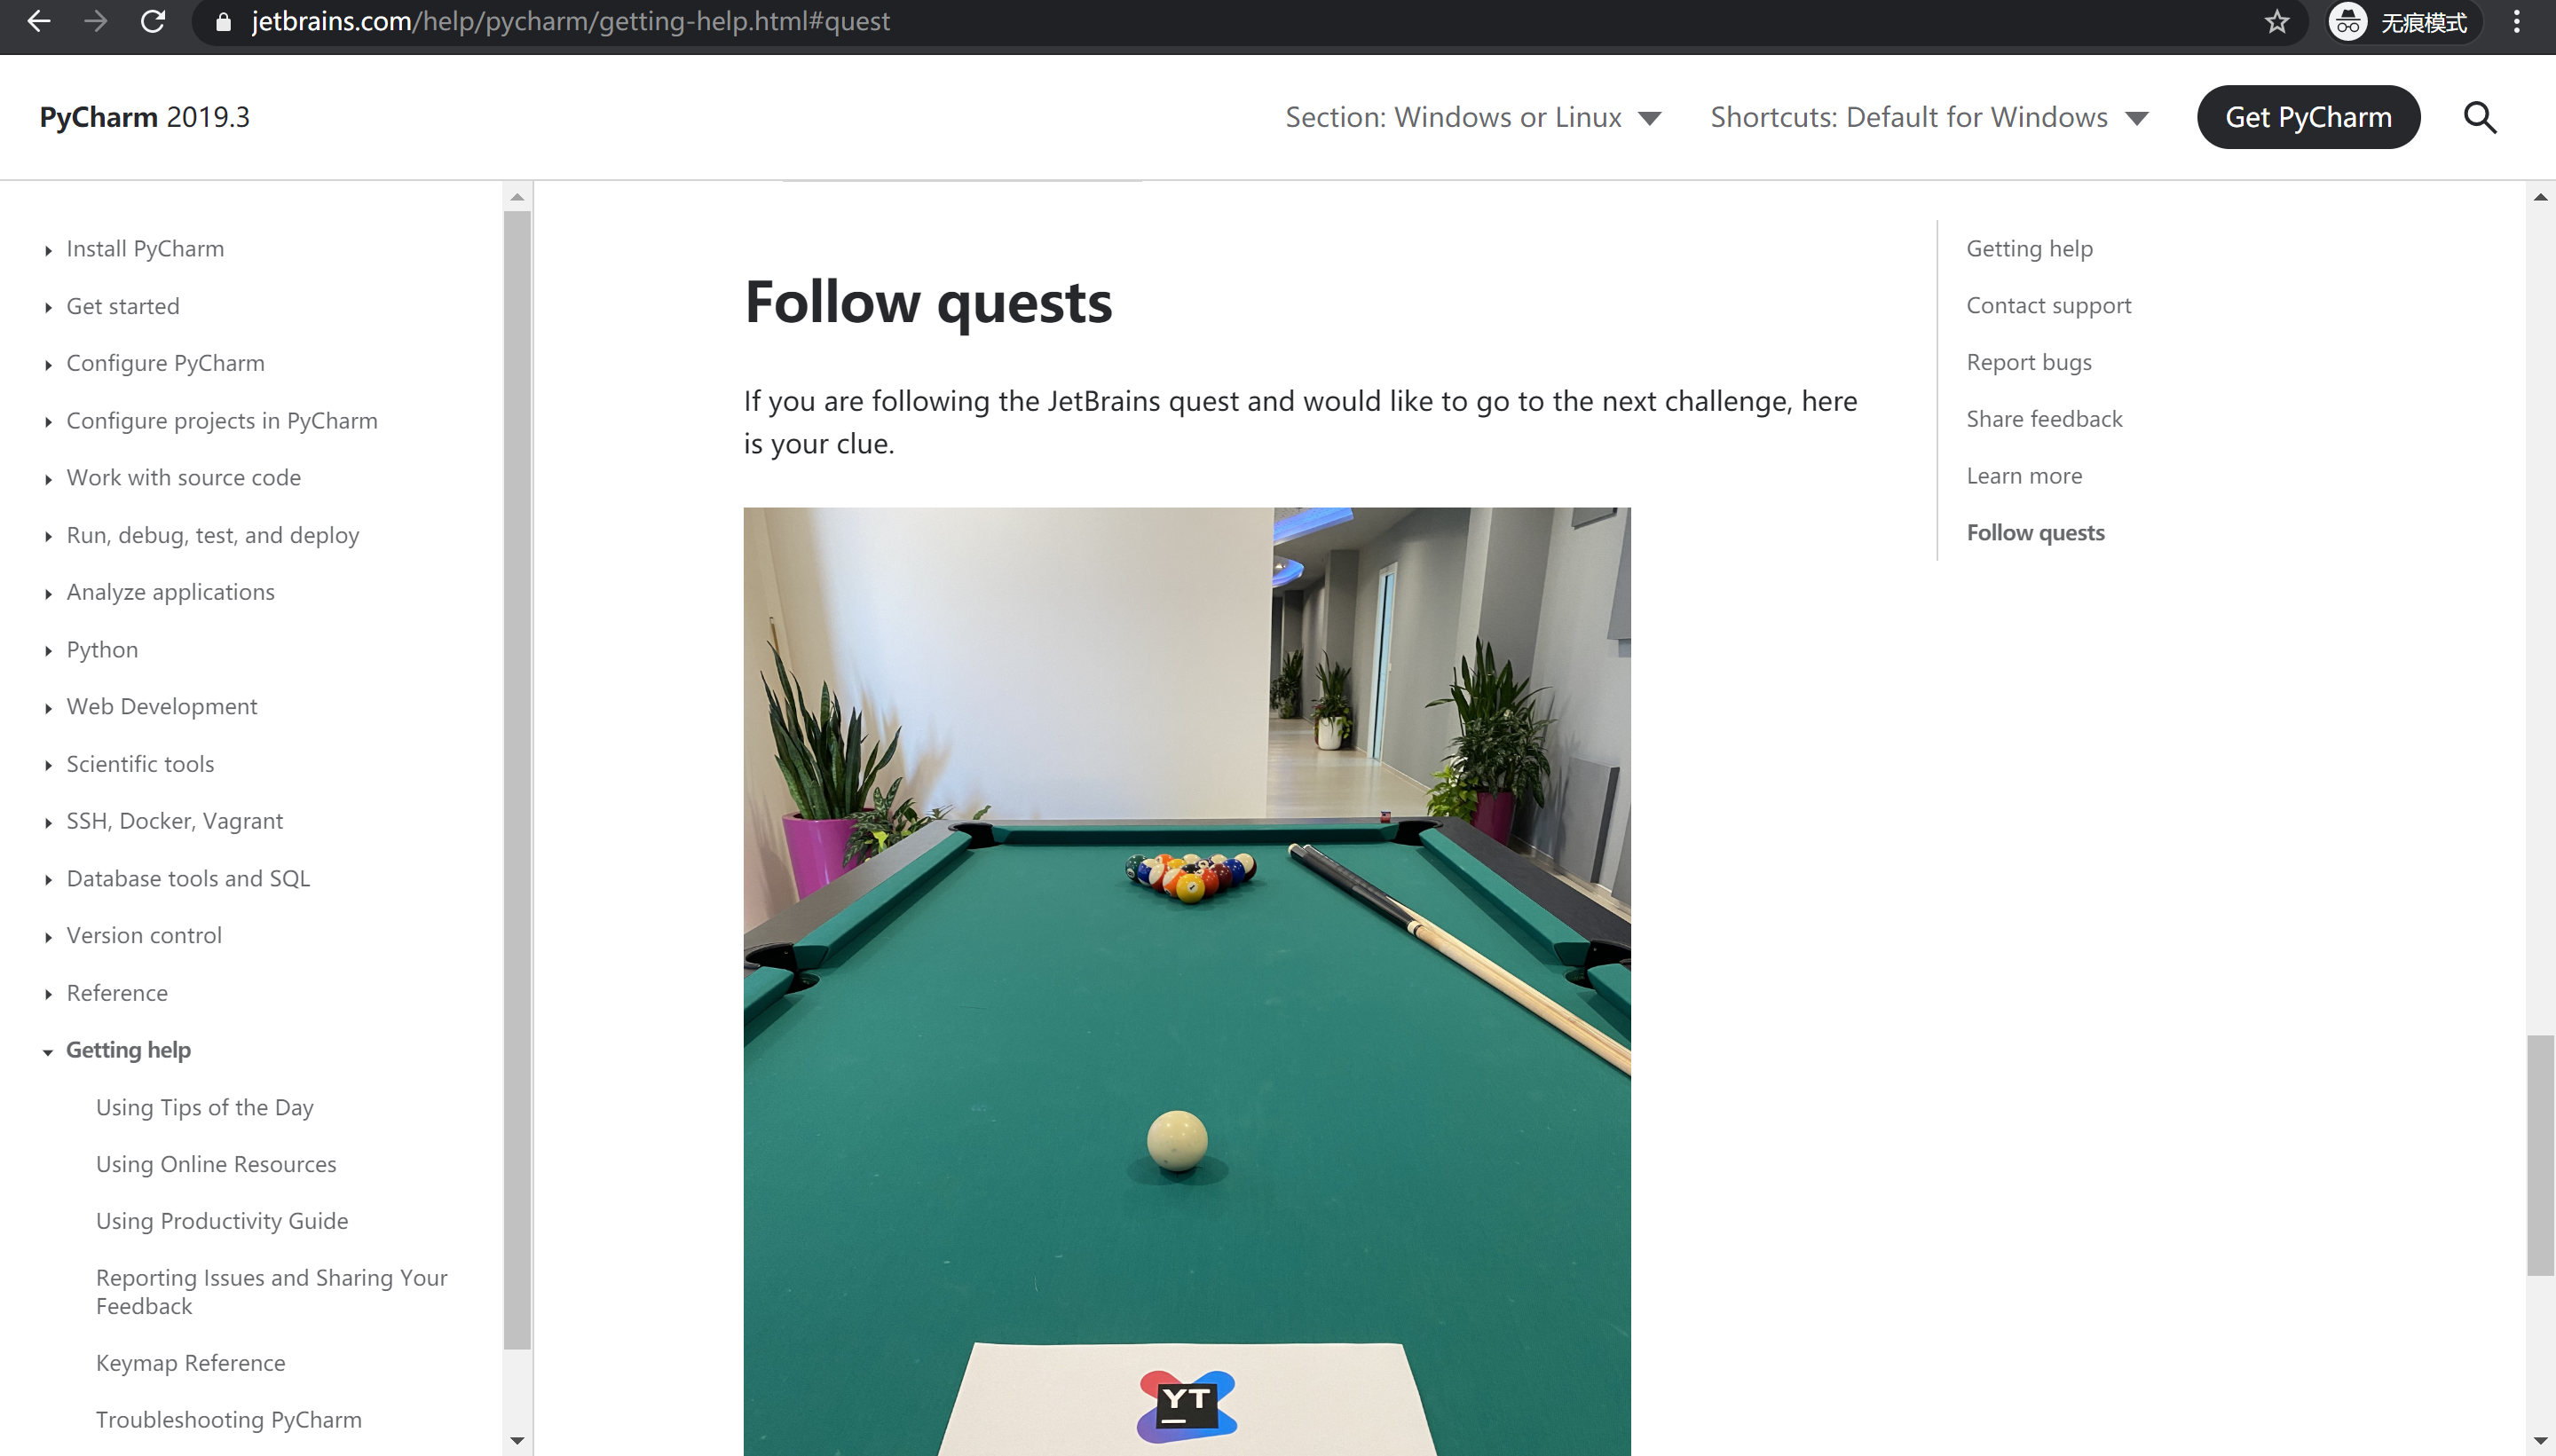 jetbrains.com/help/pycharm/getting-help.html#quest
无痕模式
PyCharm 2019.3
Section: Windows or Linux
Shortcuts: Default for Windows
Get PyCharm
Install PyCharm
Get started
Configure PyCharm
Configure projects in PyCharm
Work with source code
Run, debug, test, and deploy
Analyze applications
Python
Web Development
Scientific tools
SSH, Docker, Vagrant
Database tools and SQL
Version control
Reference
Getting help
Using Tips of the Day
Using Online Resources
Using Productivity Guide
Reporting Issues and Sharing Your
Feedback
Keymap Reference
Troubleshooting PyCharm
Follow quests
If you are following the JetBrains quest and would like to go to the next challenge, here
is your clue.
YT
Getting help
Contact support
Report bugs
Share feedback
Learn more
Follow quests